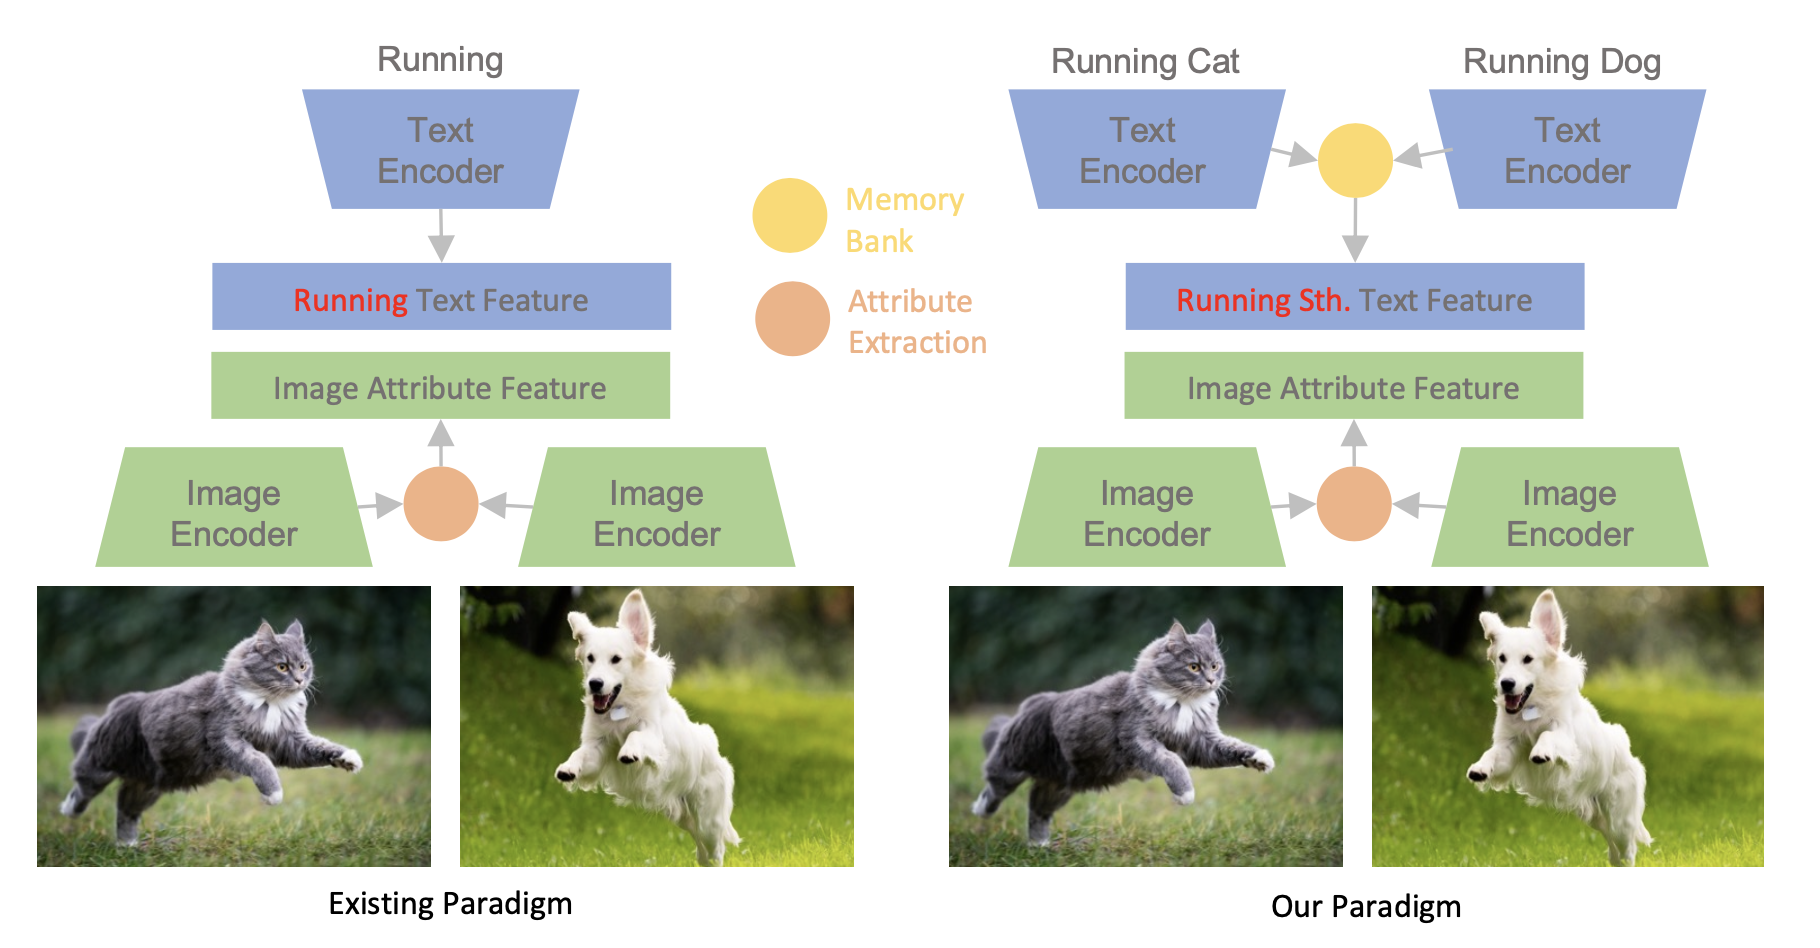 Running
Text
Encoder
Running Text Feature
Image Attribute Feature
Image
Encoder
Image
Encoder
Existing Paradigm
Memory
Bank
Attribute
Extraction
Running Cat
Running Dog
Text
Encoder
Text
Encoder
Running Sth. Text Feature
Image Attribute Feature
Image
Encoder
Image
Encoder
Our Paradigm